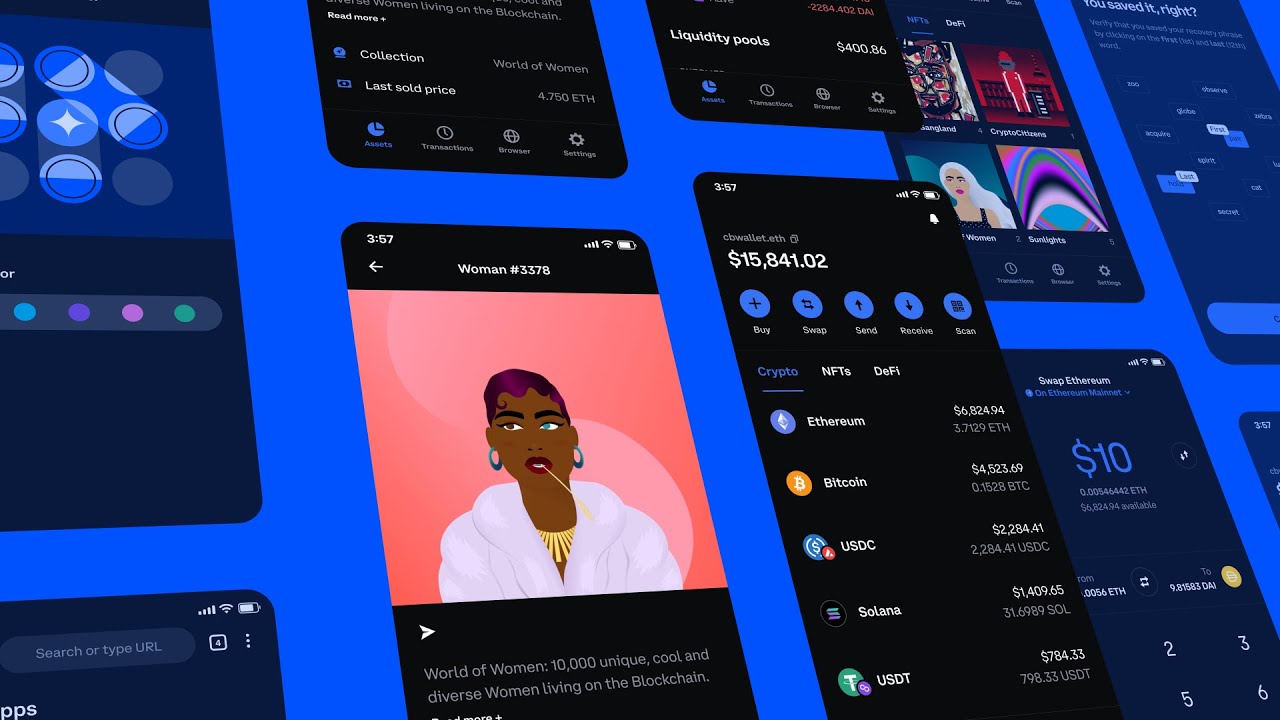 or
4
Search or type URL
pps
diverse Women living on the Blockchain.
Read more +
Collection
World of Women
Last sold price
4.750 ETH
Assets
Transactions
Browser
Settings
3:57
Woman #3378
World of Women: 10,000 unique, cool and
diverse Women living on the Blockchain.
Read more +
-2284.402 DAI
Liquidity pools
$400.86
Assets
Transactions
Browser
Settings
3:57
cbwallet.eth
$15,841.02
Buy
Swap
Send
Receive
Scan
Crypto
NFTs
DeFi
Ethereum
$6,824.94
3.7129 ETH
Bitcoin
$4,523.69
0.1528 BTC
USDC
$2,284.41
2,284.41 USDC
Solana
$1,409.65
31.6989 SOL
USDT
$784.33
798.33 USDT
Scan
NFTs
DeFi
angland
4
CryptoCitizens
1
f Women
2
Sunlights
5
Transactions
Browser
Settings
You saved it, right?
Verify that you saved your recovery phrase
by clicking on the first (1st) and last (12th)
word.
zoo
observe
globe
zebra
acquire
First
spirit
Last
hold
cat
secret
Swap Ethereum
On Ethereum Mainnet
$10
0.00546442 ETH
$6,824.94 available
rom
.0056 ETH
To
9.81583 DAI
2
3
5
6
3:57